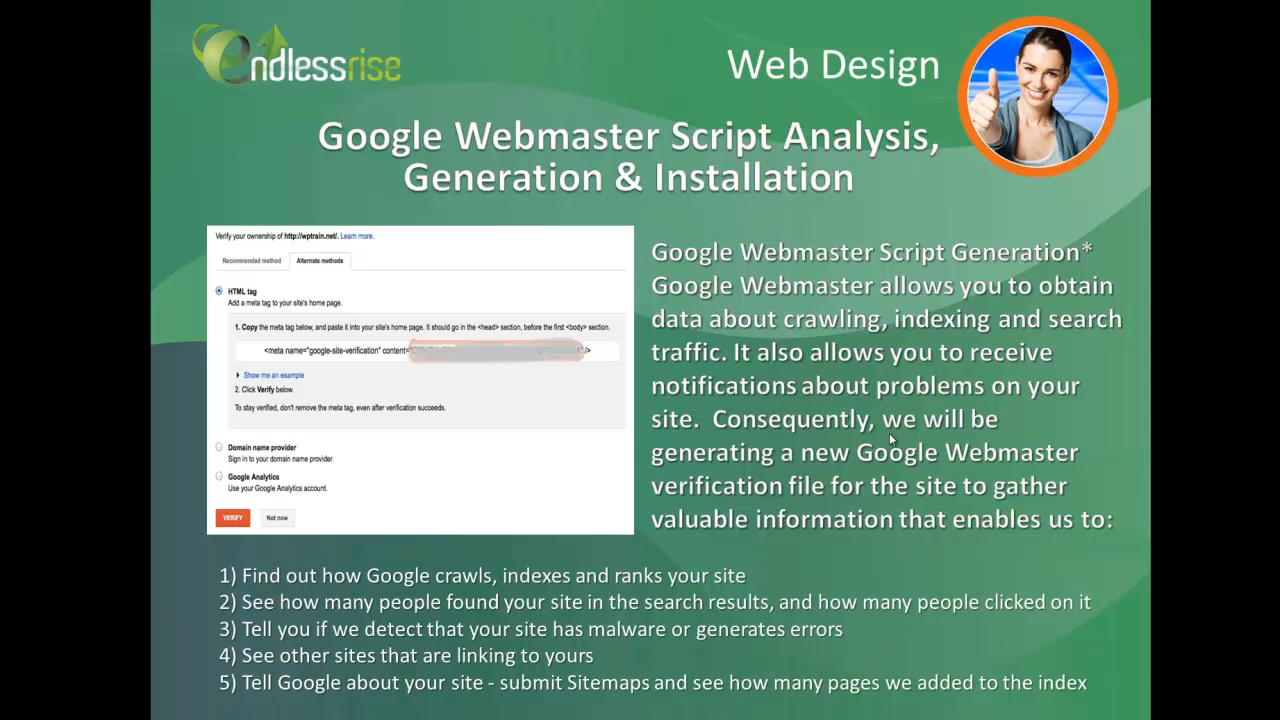 endlessrise
Web Design
Google Webmaster Script Analysis,
Generation & Installation
Verify your ownership of http://wptrain.net/. Learn more.
Recommended method Alternate methods
HTML tag
Add a meta tag to your site's home page.
1. Copy the meta tag below, and paste it into your site's home page. It should go in the <head> section, before the first <body> section.
<meta name="google-site-verification" content=" " />
Show me an example
2. Click Verify below.
To stay verified, don't remove the meta tag, even after verification succeeds.
Domain name provider
Sign in to your domain name provider.
Google Analytics
Use your Google Analytics account.
VERIFY Not now
Google Webmaster Script Generation*
Google Webmaster allows you to obtain
data about crawling, indexing and search
traffic. It also allows you to receive
notifications about problems on your
site. Consequently, we will be
generating a new Google Webmaster
verification file for the site to gather
valuable information that enables us to:
1) Find out how Google crawls, indexes and ranks your site
2) See how many people found your site in the search results, and how many people clicked on it
3) Tell you if we detect that your site has malware or generates errors
4) See other sites that are linking to yours
5) Tell Google about your site - submit Sitemaps and see how many pages we added to the index